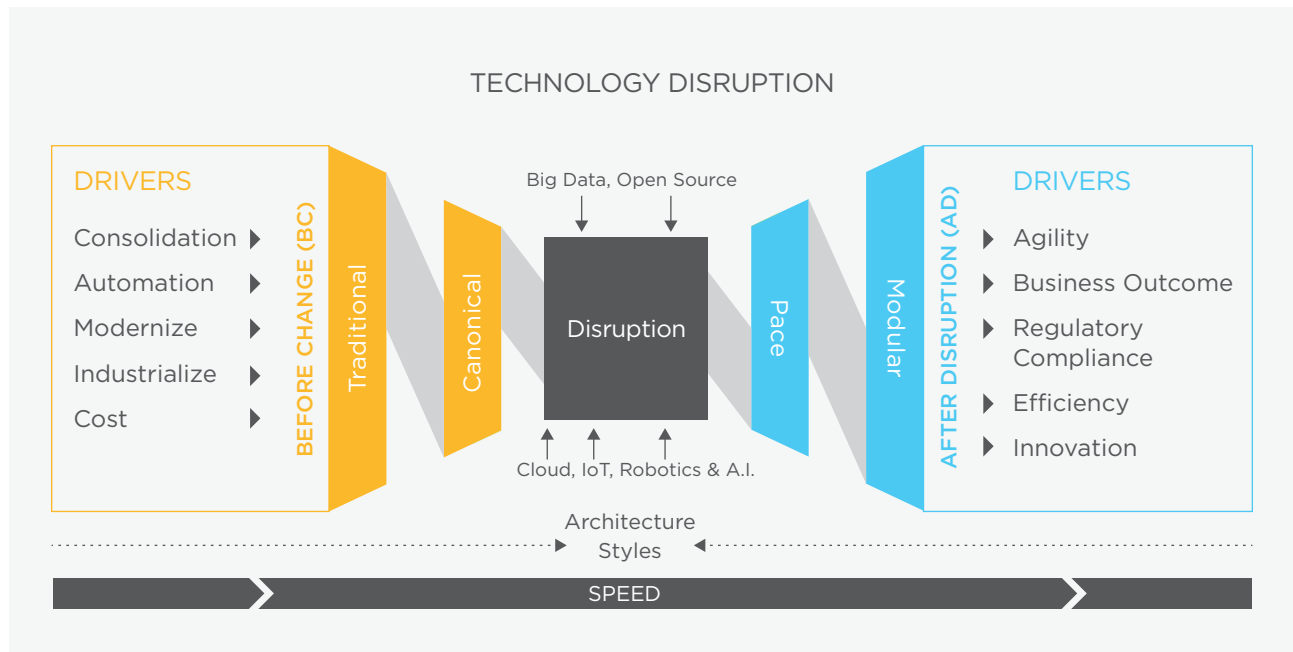 TECHNOLOGY DISRUPTION
DRIVERS
Consolidation
Automation
Modernize
Industrialize
Cost
BEFORE CHANGE (BC)
Traditional
Canonical
Big Data, Open Source
Disruption
Cloud, IoT, Robotics & A.I.
Pace
Modular
AFTER DISRUPTION (AD)
DRIVERS
Agility
Business Outcome
Regulatory
Compliance
Efficiency
Innovation
Architecture
Styles
SPEED